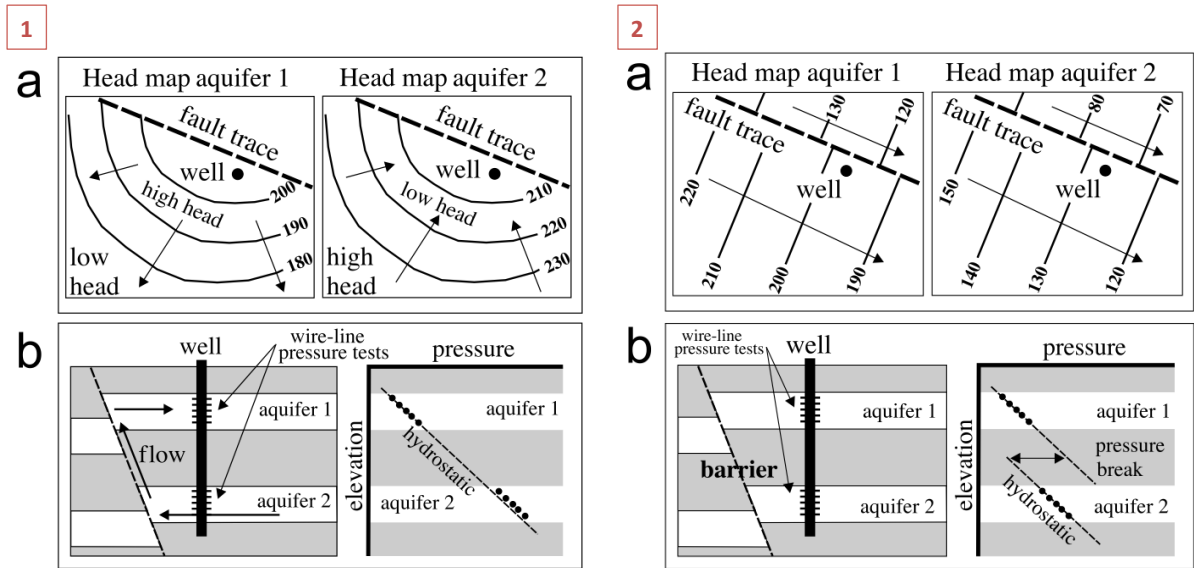 1
a
Head map aquifer 1
Head map aquifer 2
fault trace
well
high head
low
head
200
190
180
fault trace
well
low head
high
head
210
220
230
b
well
wire-line
pressure tests
aquifer 1
flow
aquifer 2
pressure
elevation
aquifer 1
hydrostatic
aquifer 2
2
a
Head map aquifer 1
Head map aquifer 2
130
120
fault trace
well
220
210
200
190
80
70
fault trace
well
150
140
130
120
b
wire-line
pressure tests
well
aquifer 1
barrier
aquifer 2
pressure
elevation
aquifer 1
pressure
break
hydrostatic
aquifer 2